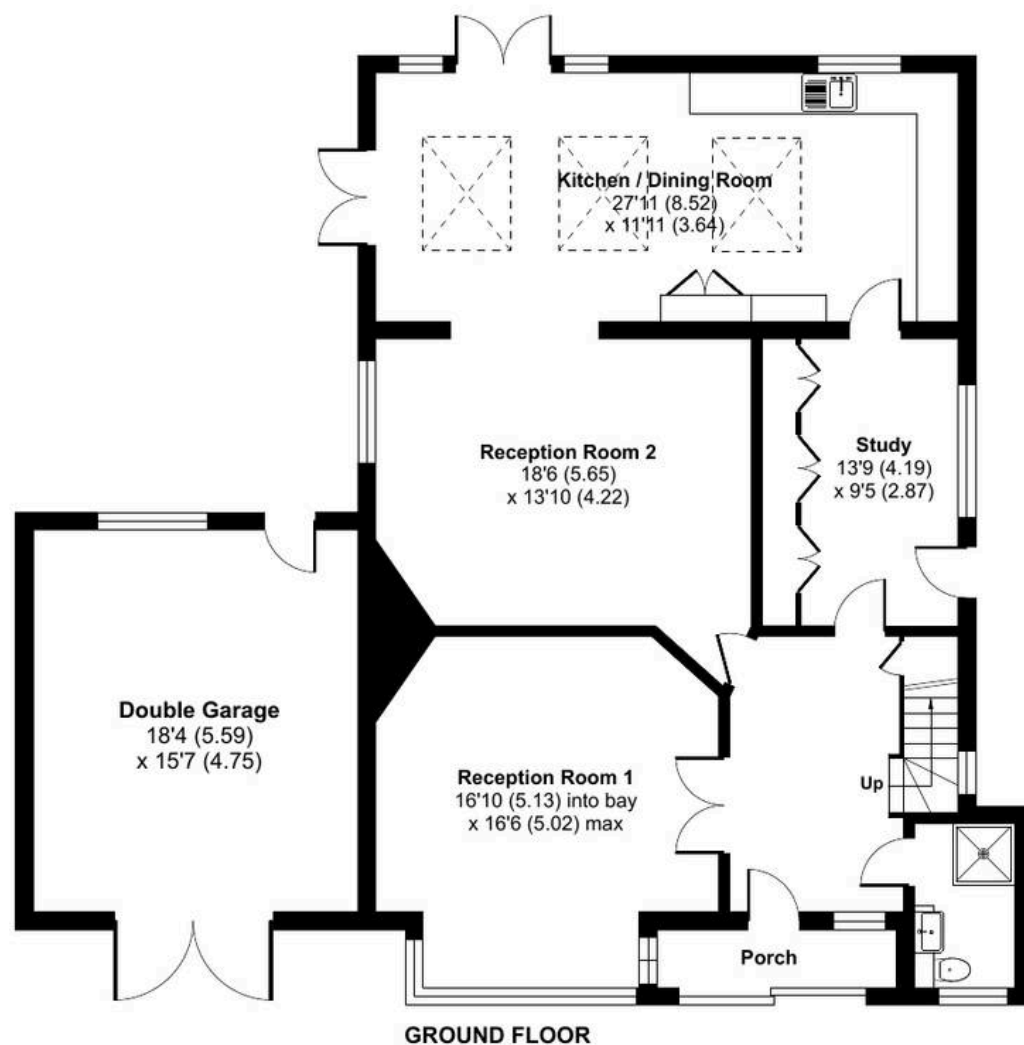 Kitchen / Dining Room
27'11 (8.52)
x 11'11 (3.64)
Reception Room 2
18'6 (5.65)
x 13'10 (4.22)
Study
13'9 (4.19)
x 9'5 (2.87)
Double Garage
18'4 (5.59)
x 15'7 (4.75)
Reception Room 1
16'10 (5.13) into bay
x 16'6 (5.02) max
Up
Porch
GROUND FLOOR